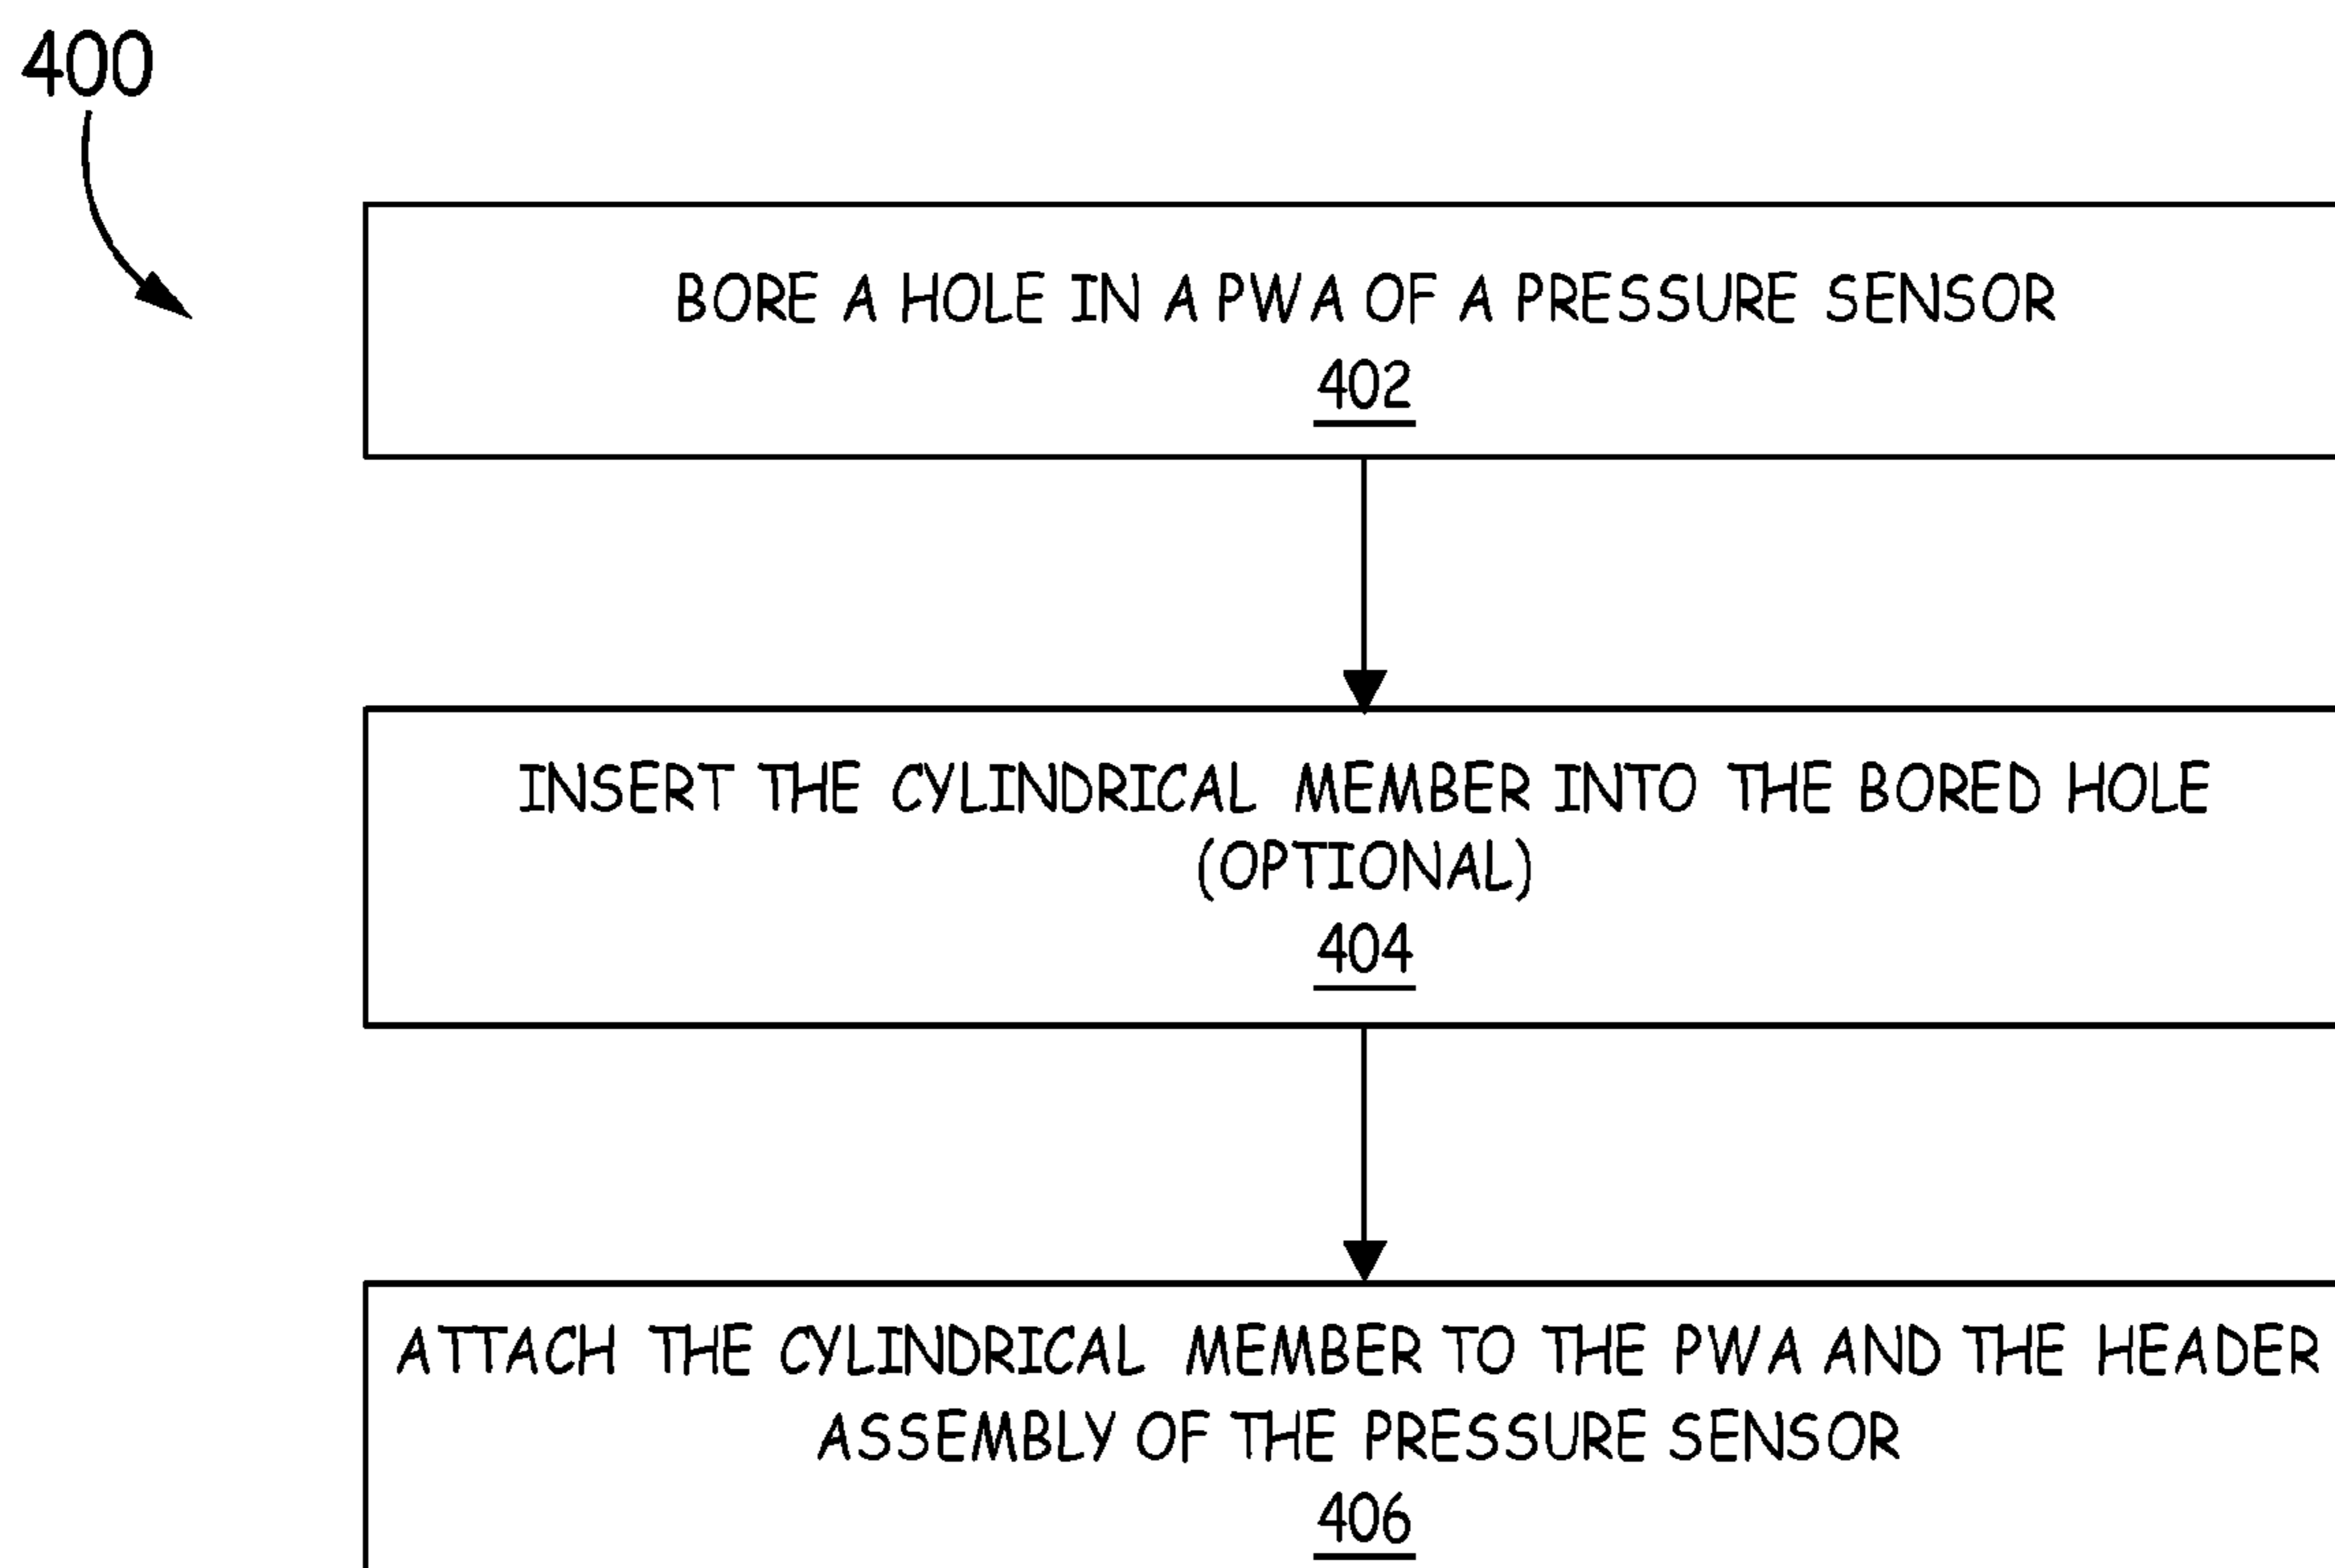 400
BORE A HOLE IN A PWA OF A PRESSURE SENSOR
402
INSERT THE CYLINDRICAL MEMBER INTO THE BORED HOLE
(OPTIONAL)
404
ATTACH THE CYLINDRICAL MEMBER TO THE PWA AND THE HEADER
ASSEMBLY OF THE PRESSURE SENSOR
406